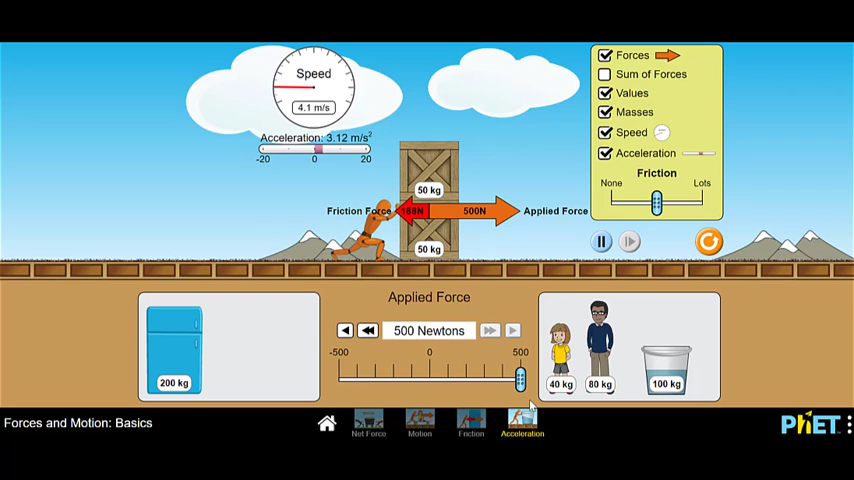 Speed
4.1 m/s
Acceleration: 3.12 m/s²
-20 0 20
Forces
Sum of Forces
Values
Masses
Speed
Acceleration
Friction
None Lots
50 kg
Friction Force 188N 500N Applied Force
50 kg
Applied Force
500 Newtons
-500 0 500
200 kg
40 kg 80 kg 100 kg
Forces and Motion: Basics
Net Force Motion Friction Acceleration
PhET